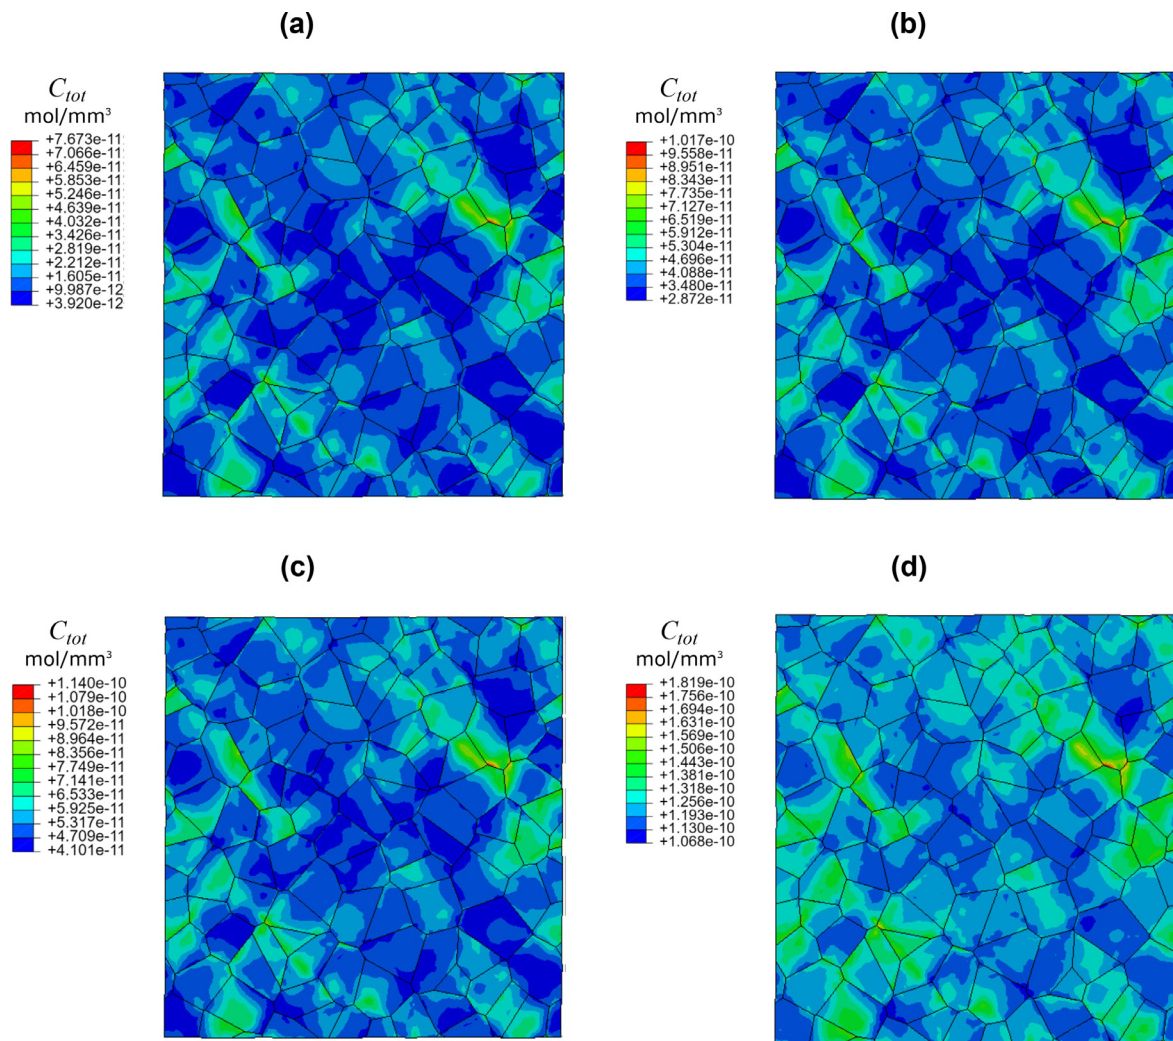 (a)
C_tot
mol/mm³
+7.673e-11
+7.066e-11
+6.459e-11
+5.853e-11
+5.246e-11
+4.639e-11
+4.032e-11
+3.426e-11
+2.819e-11
+2.212e-11
+1.605e-11
+9.987e-12
+3.920e-12
(b)
C_tot
mol/mm³
+1.017e-10
+9.558e-11
+8.951e-11
+8.343e-11
+7.735e-11
+7.127e-11
+6.519e-11
+5.912e-11
+5.304e-11
+4.696e-11
+4.088e-11
+3.480e-11
+2.872e-11
(c)
C_tot
mol/mm³
+1.140e-10
+1.079e-10
+1.018e-10
+9.572e-11
+8.964e-11
+8.356e-11
+7.749e-11
+7.141e-11
+6.533e-11
+5.925e-11
+5.317e-11
+4.709e-11
+4.101e-11
(d)
C_tot
mol/mm³
+1.819e-10
+1.756e-10
+1.694e-10
+1.631e-10
+1.569e-10
+1.506e-10
+1.443e-10
+1.381e-10
+1.318e-10
+1.256e-10
+1.193e-10
+1.130e-10
+1.068e-10